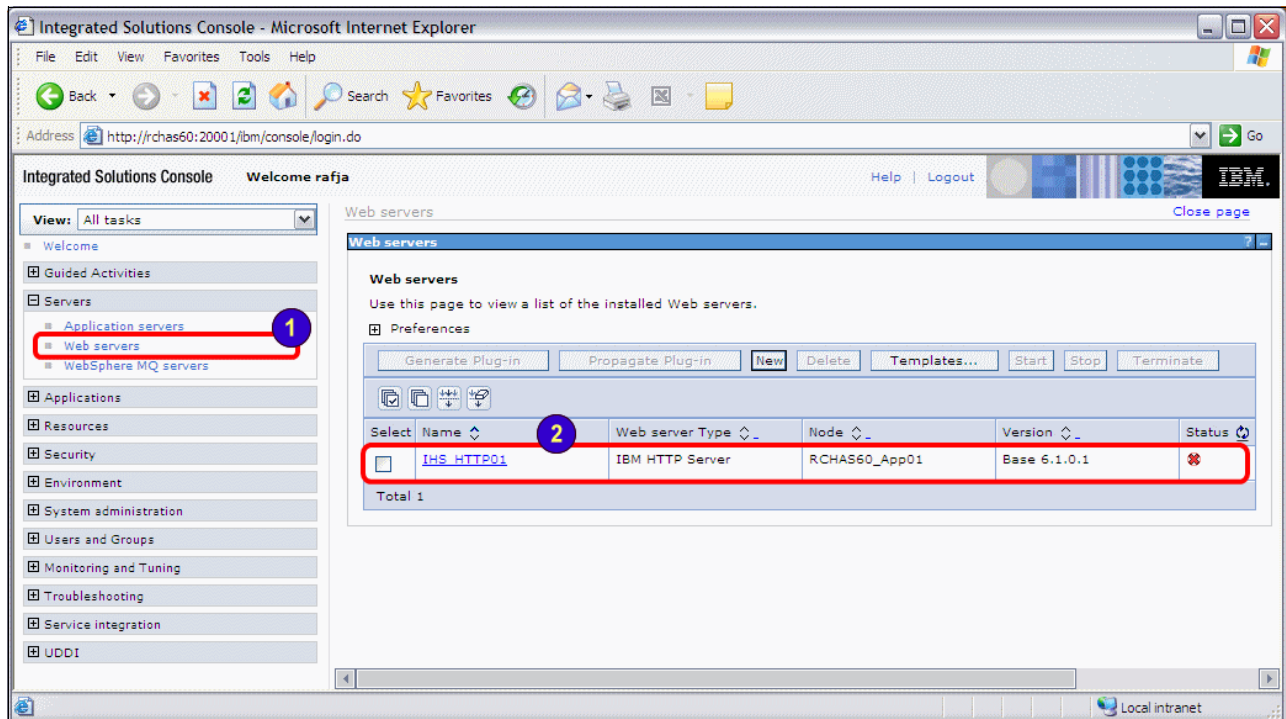 Integrated Solutions Console - Microsoft Internet Explorer
File Edit View Favorites Tools Help
Back Search Favorites
Address http://rchas60:20001/ibm/console/login.do Go
Integrated Solutions Console Welcome rafja Help | Logout IBM.
View: All tasks
Welcome
Guided Activities
Servers
Application servers
1
Web servers
WebSphere MQ servers
Applications
Resources
Security
Environment
System administration
Users and Groups
Monitoring and Tuning
Troubleshooting
Service integration
UDDI
Web servers Close page
Web servers ?
Web servers
Use this page to view a list of the installed Web servers.
Preferences
Generate Plug-in Propagate Plug-in New Delete Templates... Start Stop Terminate
Select Name 2 Web server Type Node Version Status
IHS_HTTP01 IBM HTTP Server RCHAS60_App01 Base 6.1.0.1
Total 1
Local intranet